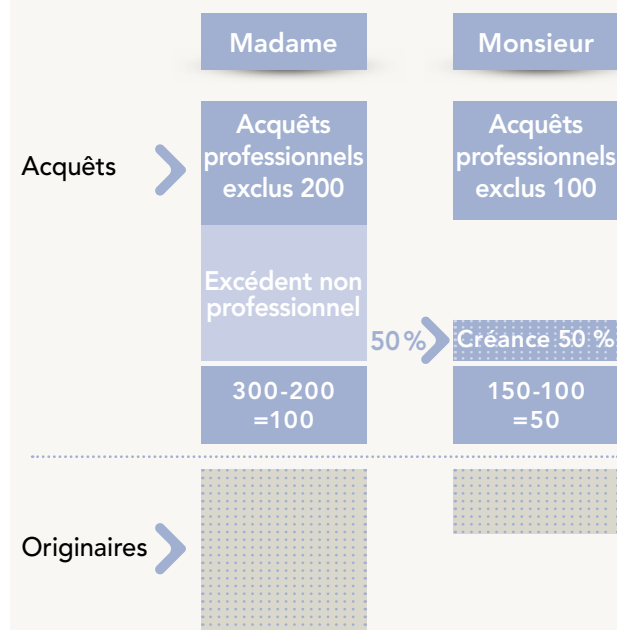 Madame
Monsieur
Acquêts
Acquêts
professionnels
exclus 200
Acquêts
professionnels
exclus 100
Excédent non
professionnel
50 %
Créance 50 %
300-200
=100
150-100
=50
Originaires